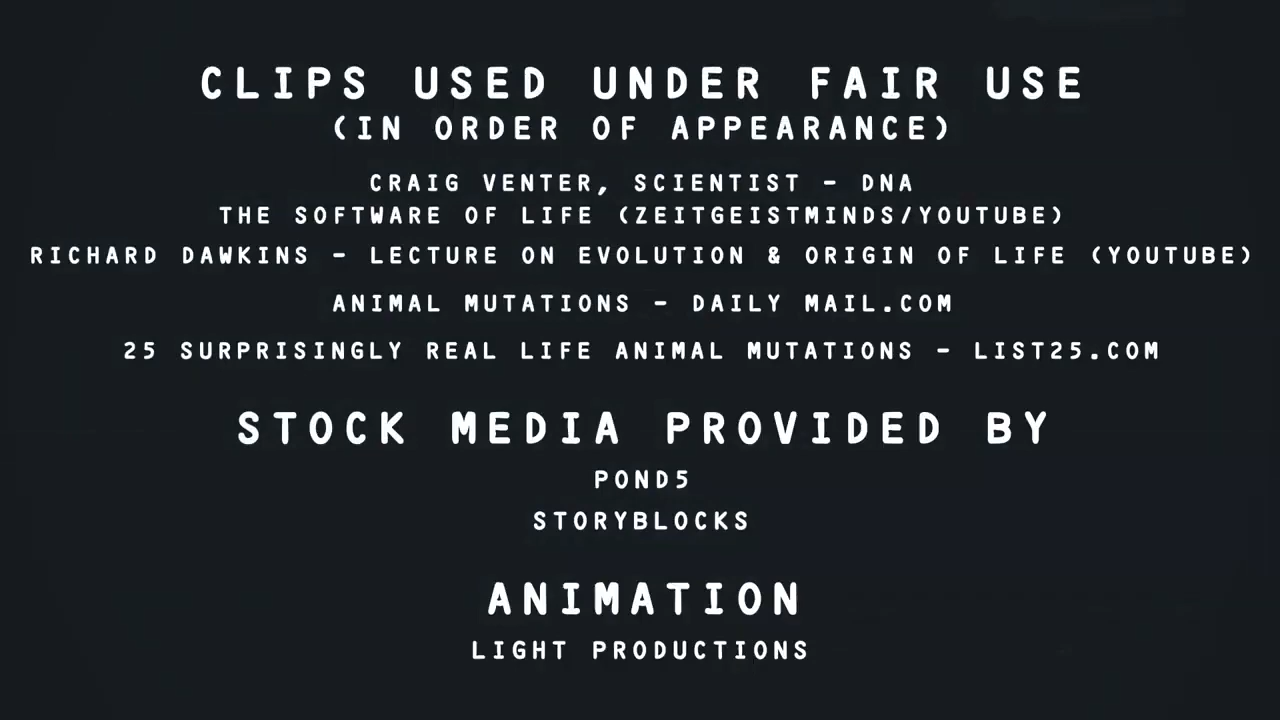 CLIPS USED UNDER FAIR USE
(IN ORDER OF APPEARANCE)
CRAIG VENTER, SCIENTIST - DNA
THE SOFTWARE OF LIFE (ZEITGEISTMINDS/YOUTUBE)
RICHARD DAWKINS - LECTURE ON EVOLUTION & ORIGIN OF LIFE (YOUTUBE)
ANIMAL MUTATIONS - DAILY MAIL.COM
25 SURPRISINGLY REAL LIFE ANIMAL MUTATIONS - LIST25.COM
STOCK MEDIA PROVIDED BY
POND5
STORYBLOCKS
ANIMATION
LIGHT PRODUCTIONS